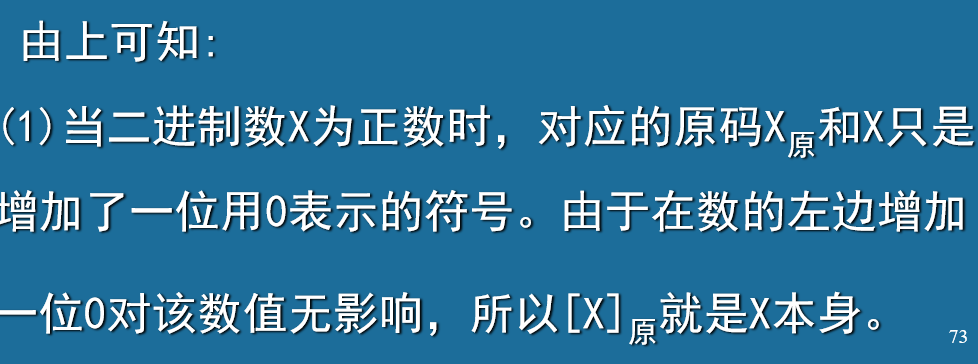 由上可知:
(1)当二进制数X为正数时，对应的原码X原和X只是
增加了一位用0表示的符号。由于在数的左边增加
一位0对该数值无影响，所以[X]原就是X本身。
73